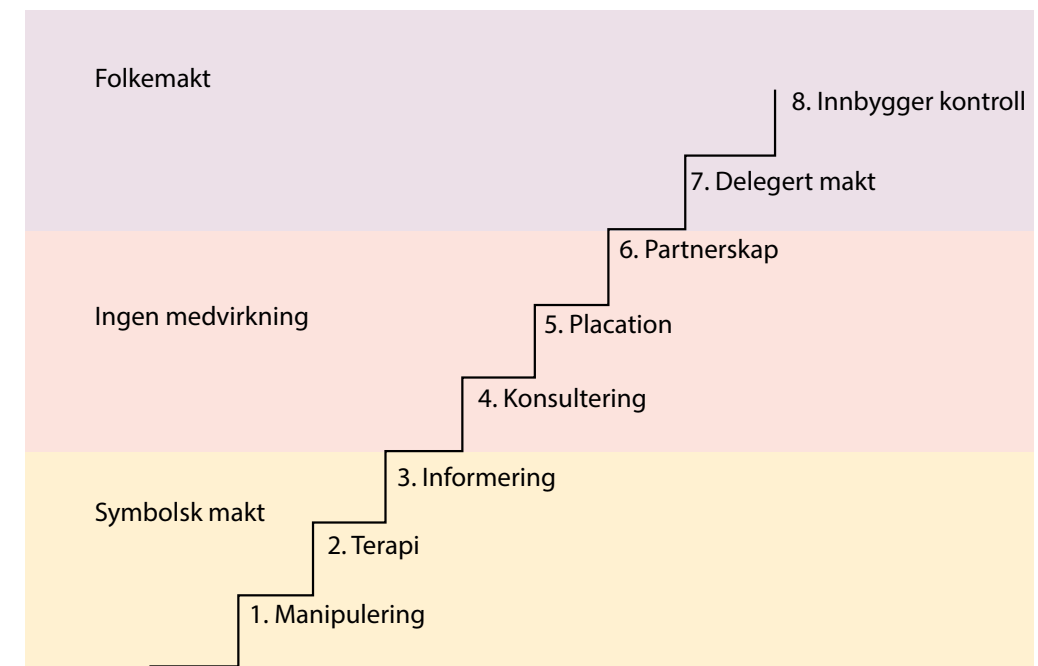 Folkemakt
8. Innbygger kontroll
7. Delegert makt
6. Partnerskap
Ingen medvirkning
5. Placation
4. Konsultering
3. Informering
Symbolsk makt
2. Terapi
1. Manipulering